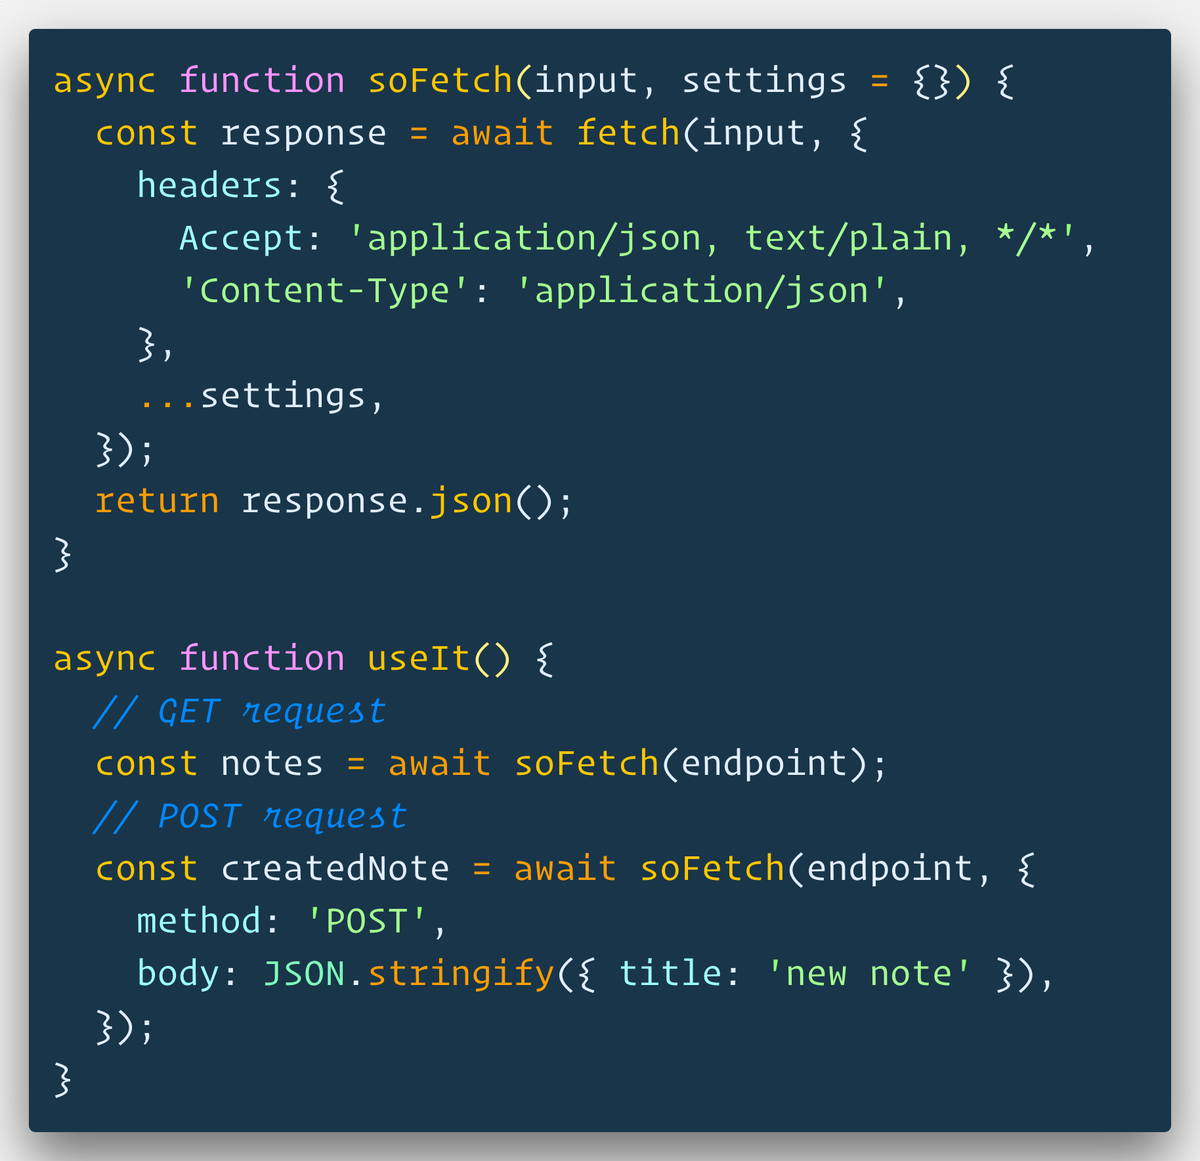 async function soFetch(input, settings = {}) {
  const response = await fetch(input, {
    headers: {
      Accept: 'application/json, text/plain, */*',
      'Content-Type': 'application/json',
    },
    ...settings,
  });
  return response.json();
}

async function useIt() {
  // GET request
  const notes = await soFetch(endpoint);
  // POST request
  const createdNote = await soFetch(endpoint, {
    method: 'POST',
    body: JSON.stringify({ title: 'new note' }),
  });
}